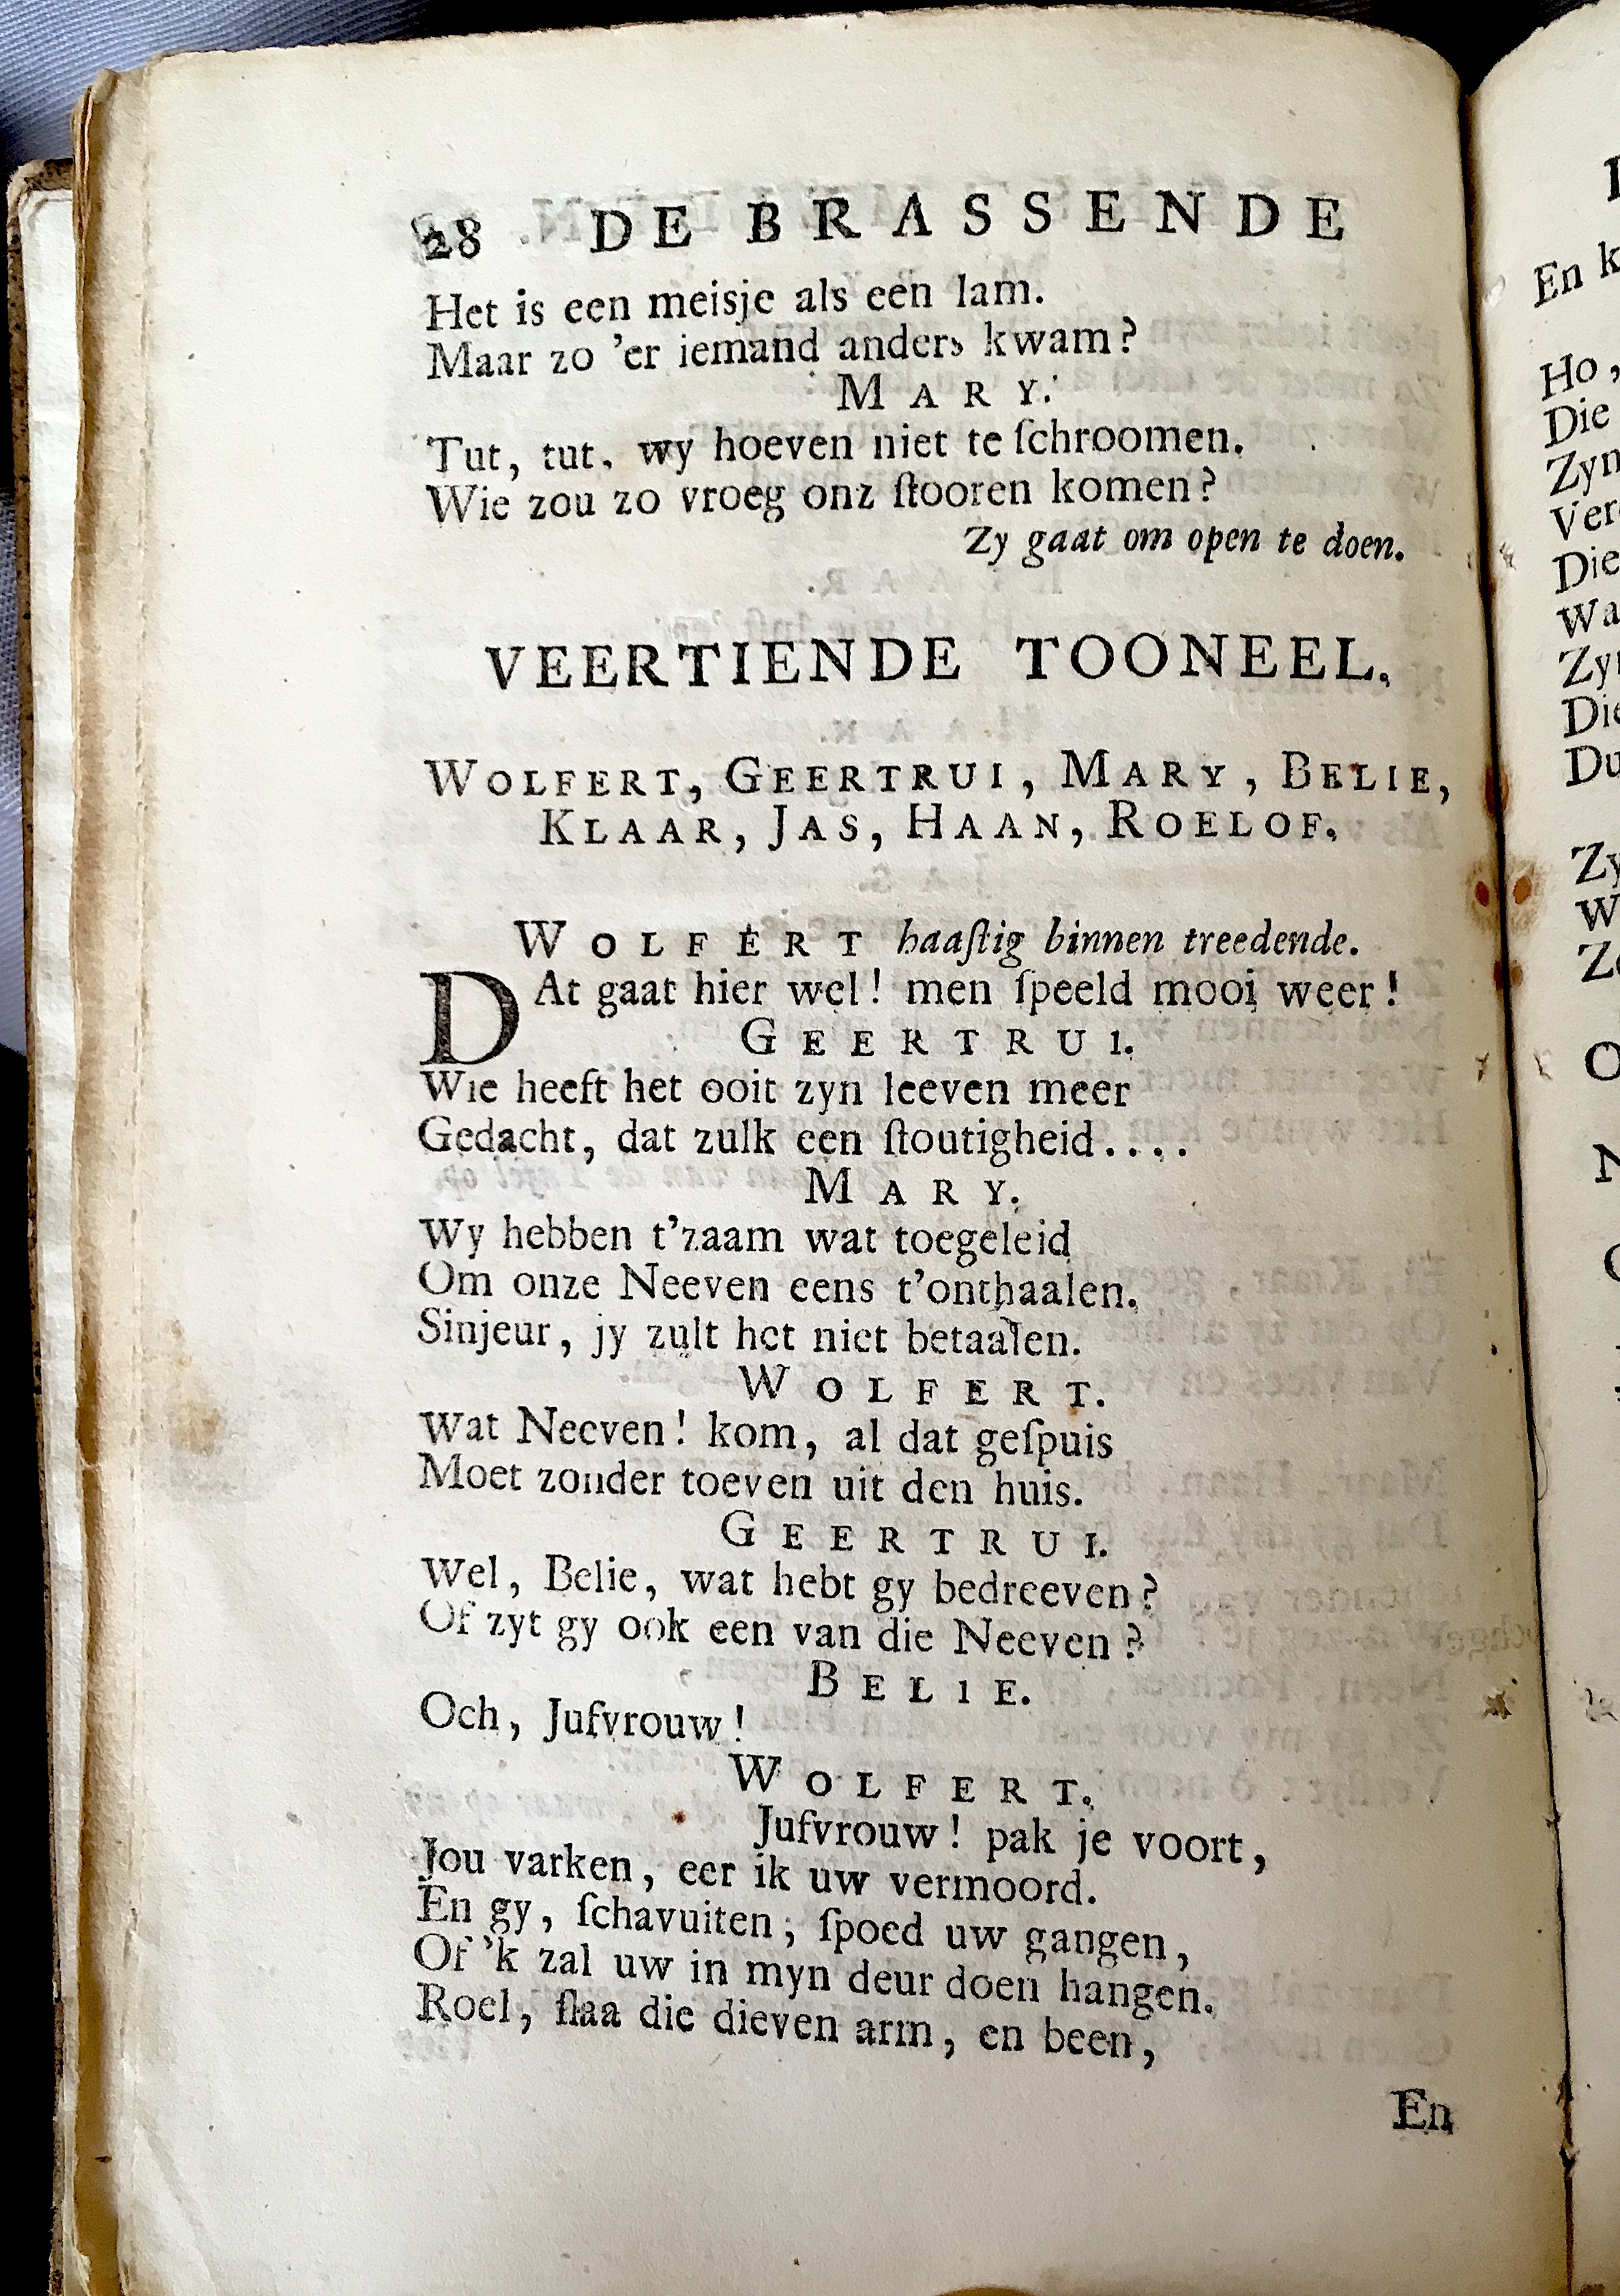 28 DE BRASSENDE
Het is een meisje als een lam.
Maar zo 'er iemand anders kwam?
MARY.
Tut, tut, wy hoeven niet te ſchroomen.
Wie zou zo vroeg onz ſtooren komen?
Zy gaat om open te doen.
VEERTIENDE TOONEEL.
WOLFERT, GEERTRUI, MARY, BELIE,
KLAAR, JAS, HAAN, ROELOF.
WOLFERT haaſtig binnen treedende.
DAt gaat hier wel! men ſpeeld mooi weer!
GEERTRUI.
Wie heeft het ooit zyn leeven meer
Gedacht, dat zulk een ſtoutigheid....
MARY.
Wy hebben t'zaam wat toegeleid
Om onze Neeven eens t'onthaalen.
Sinjeur, jy zult het niet betaalen.
WOLFERT.
Wat Neeven! kom, al dat geſpuis
Moet zonder toeven uit den huis.
GEERTRUI.
Wel, Belie, wat hebt gy bedreeven?
Of zyt gy ook een van die Neeven?
BELIE.
Och, Jufvrouw!
WOLFERT.
Jufvrouw! pak je voort,
Jou varken, eer ik uw vermoord.
En gy, ſchavuiten, ſpoed uw gangen,
Of 'k zal uw in myn deur doen hangen.
Roel, ſlaa die dieven arm, en been,
En
En
Ho,
Die
Zyn
Die
Zy